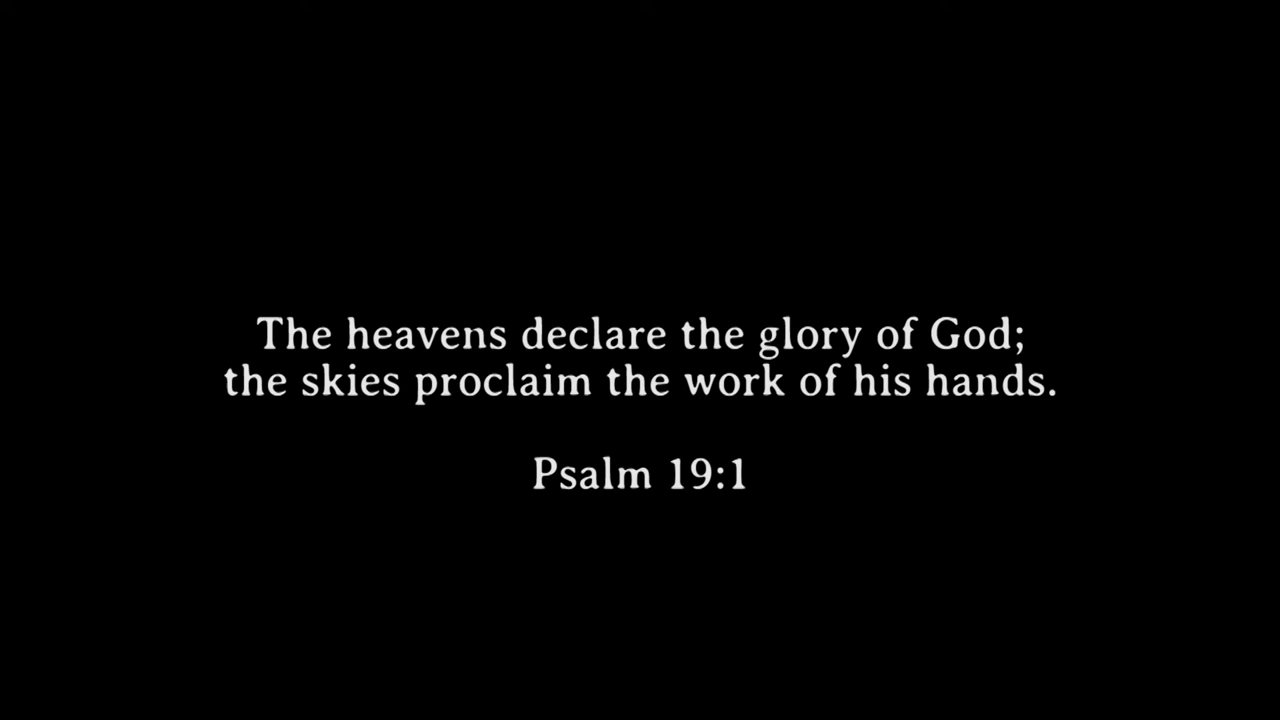 The heavens declare the glory of God;
the skies proclaim the work of his hands.
Psalm 19:1